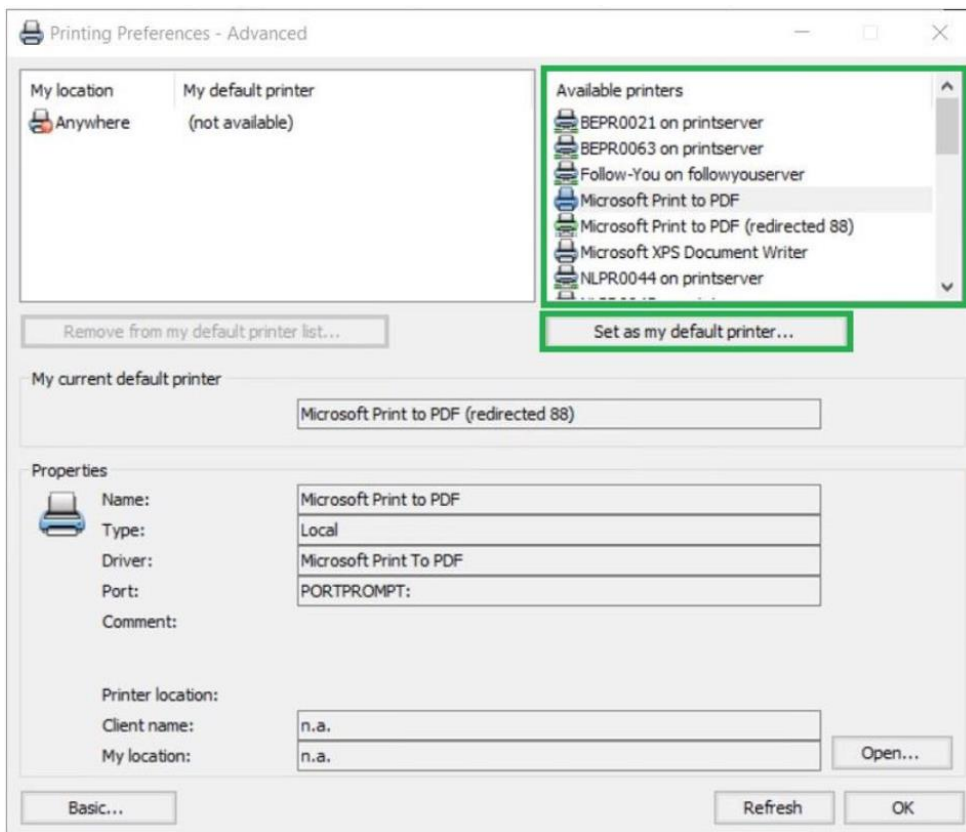 Printing Preferences - Advanced
My location My default printer
Anywhere (not available)
Available printers
BEPR0021 on printserver
BEPR0063 on printserver
Follow-You on followyouserver
Microsoft Print to PDF
Microsoft Print to PDF (redirected 88)
Microsoft XPS Document Writer
NLPR0044 on printserver
Remove from my default printer list...
Set as my default printer...
My current default printer
Microsoft Print to PDF (redirected 88)
Properties
Name: Microsoft Print to PDF
Type: Local
Driver: Microsoft Print To PDF
Port: PORTPROMPT:
Comment:
Printer location:
Client name: n.a.
My location: n.a.
Open...
Basic... Refresh OK